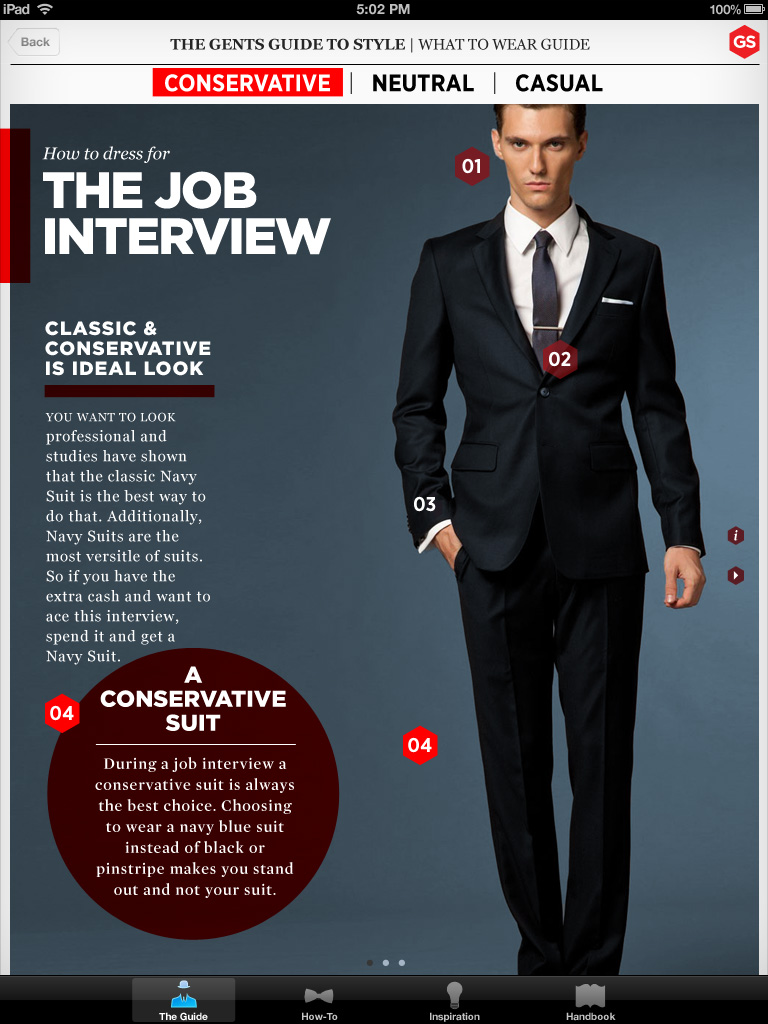 iPad 5:02 PM 100%
Back
THE GENTS GUIDE TO STYLE | WHAT TO WEAR GUIDE
GS
CONSERVATIVE | NEUTRAL | CASUAL
How to dress for
THE JOB
INTERVIEW
01
CLASSIC &
CONSERVATIVE
IS IDEAL LOOK
02
YOU WANT TO LOOK
professional and
studies have shown
that the classic Navy
Suit is the best way to
do that. Additionally,
Navy Suits are the
most versitle of suits.
So if you have the
extra cash and want to
ace this interview,
spend it and get a
Navy Suit.
03
i
04
A
CONSERVATIVE
SUIT
During a job interview a
conservative suit is always
the best choice. Choosing
to wear a navy blue suit
instead of black or
pinstripe makes you stand
out and not your suit.
04
The Guide
How-To
Inspiration
Handbook